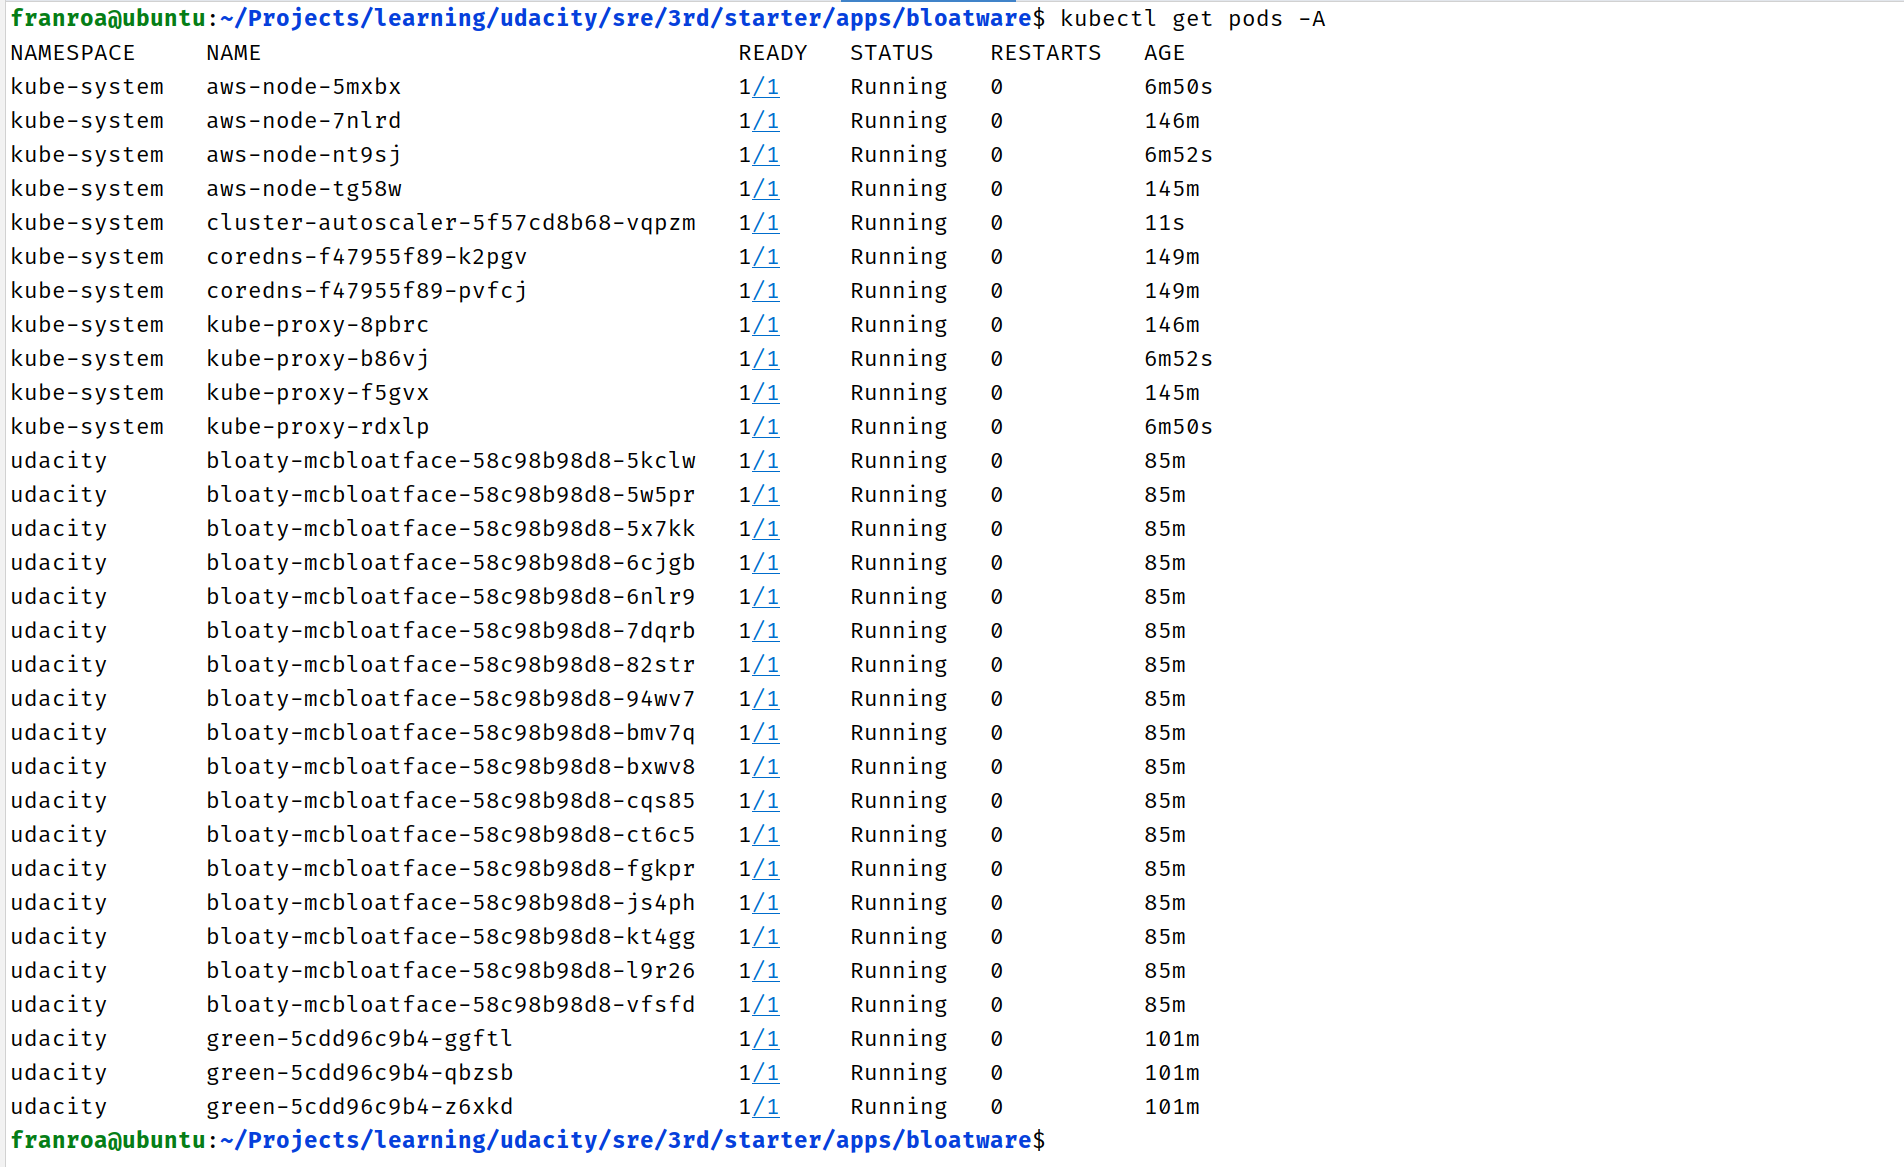 franroa@ubuntu:~/Projects/learning/udacity/sre/3rd/starter/apps/bloatware$ kubectl get pods -A
NAMESPACE NAME READY STATUS RESTARTS AGE
kube-system aws-node-5mxbx 1/1 Running 0 6m50s
kube-system aws-node-7nlrd 1/1 Running 0 146m
kube-system aws-node-nt9sj 1/1 Running 0 6m52s
kube-system aws-node-tg58w 1/1 Running 0 145m
kube-system cluster-autoscaler-5f57cd8b68-vqpzm 1/1 Running 0 11s
kube-system coredns-f47955f89-k2pgv 1/1 Running 0 149m
kube-system coredns-f47955f89-pvfcj 1/1 Running 0 149m
kube-system kube-proxy-8pbrc 1/1 Running 0 146m
kube-system kube-proxy-b86vj 1/1 Running 0 6m52s
kube-system kube-proxy-f5gvx 1/1 Running 0 145m
kube-system kube-proxy-rdxlp 1/1 Running 0 6m50s
udacity bloaty-mcbloatface-58c98b98d8-5kclw 1/1 Running 0 85m
udacity bloaty-mcbloatface-58c98b98d8-5w5pr 1/1 Running 0 85m
udacity bloaty-mcbloatface-58c98b98d8-5x7kk 1/1 Running 0 85m
udacity bloaty-mcbloatface-58c98b98d8-6cjgb 1/1 Running 0 85m
udacity bloaty-mcbloatface-58c98b98d8-6nlr9 1/1 Running 0 85m
udacity bloaty-mcbloatface-58c98b98d8-7dqrb 1/1 Running 0 85m
udacity bloaty-mcbloatface-58c98b98d8-82str 1/1 Running 0 85m
udacity bloaty-mcbloatface-58c98b98d8-94wv7 1/1 Running 0 85m
udacity bloaty-mcbloatface-58c98b98d8-bmv7q 1/1 Running 0 85m
udacity bloaty-mcbloatface-58c98b98d8-bxwv8 1/1 Running 0 85m
udacity bloaty-mcbloatface-58c98b98d8-cqs85 1/1 Running 0 85m
udacity bloaty-mcbloatface-58c98b98d8-ct6c5 1/1 Running 0 85m
udacity bloaty-mcbloatface-58c98b98d8-fgkpr 1/1 Running 0 85m
udacity bloaty-mcbloatface-58c98b98d8-js4ph 1/1 Running 0 85m
udacity bloaty-mcbloatface-58c98b98d8-kt4gg 1/1 Running 0 85m
udacity bloaty-mcbloatface-58c98b98d8-l9r26 1/1 Running 0 85m
udacity bloaty-mcbloatface-58c98b98d8-vfsfd 1/1 Running 0 85m
udacity green-5cdd96c9b4-ggftl 1/1 Running 0 101m
udacity green-5cdd96c9b4-qbzsb 1/1 Running 0 101m
udacity green-5cdd96c9b4-z6xkd 1/1 Running 0 101m
franroa@ubuntu:~/Projects/learning/udacity/sre/3rd/starter/apps/bloatware$